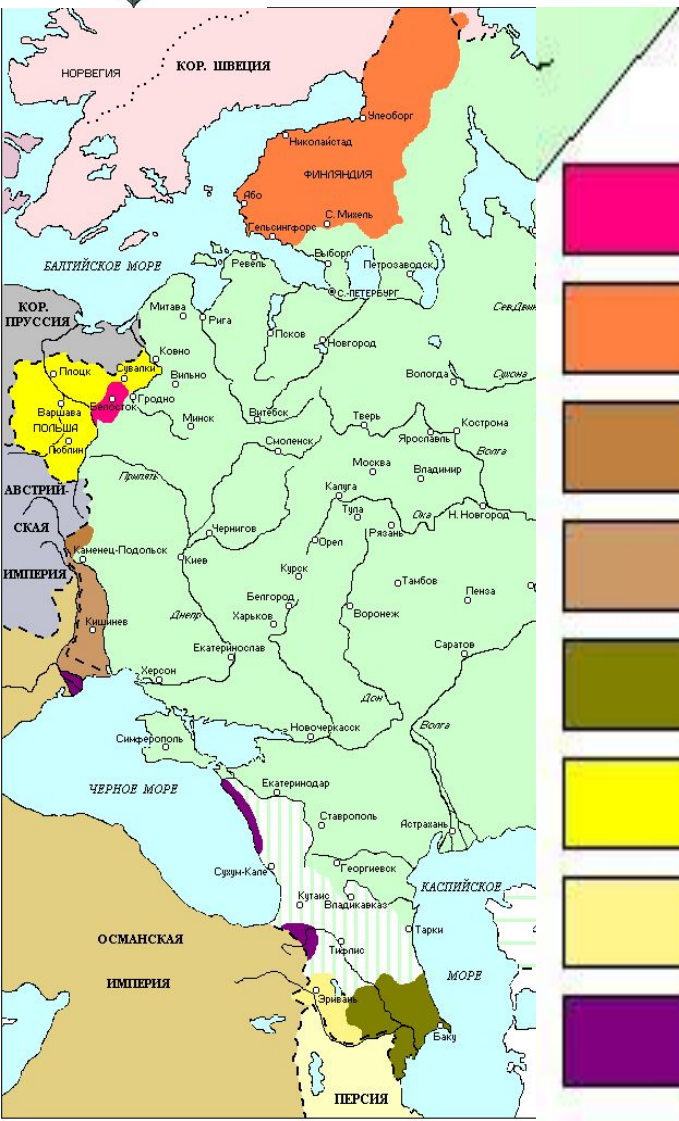 НОРВЕГИЯ
КОР. ШВЕЦИЯ
Улеоборг
Николайстад
ФИНЛЯНДИЯ
Або
С. Михель
Гельсингфорс
Выборг
Ревель
Петрозаводск
БАЛТИЙСКОЕ МОРЕ
С.-ПЕТЕРБУРГ
КОР.
ПРУССИЯ
Митава
Рига
Псков
Новгород
Ковно
Плоцк
Сувалки
Вильно
Вологда
Сухона
Белосток
Гродно
Варшава
ПОЛЬША
Минск
Витебск
Тверь
Ярославль
Кострома
Люблин
Смоленск
Волга
Москва
Владимир
Припять
Калуга
АВСТРИЙ-
СКАЯ
ИМПЕРИЯ
Тула
Ока
Н. Новгород
Рязань
Чернигов
Орел
Каменец-Подольск
Киев
Курск
Тамбов
Пенза
Белгород
Харьков
Воронеж
Днепр
Кишинев
Екатеринослав
Саратов
Херсон
Дон
Волга
Новочеркасск
Симферополь
ЧЕРНОЕ МОРЕ
Екатеринодар
Ставрополь
Астрахань
Сухум-Кале
Георгиевск
КАСПИЙСКОЕ
Кутаис
Владикавказ
Тарки
ОСМАНСКАЯ
Тифлис
ИМПЕРИЯ
МОРЕ
Эривань
Баку
ПЕРСИЯ